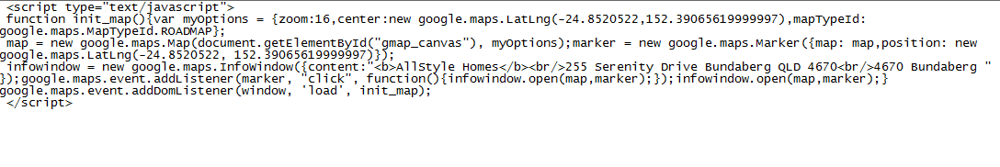 <script type="text/javascript">
function init_map(){var myOptions = {zoom:16,center:new google.maps.LatLng(-24.8520522,152.39065619999997),mapTypeId:
google.maps.MapTypeId.ROADMAP};
map = new google.maps.Map(document.getElementById("gmap_canvas"), myOptions);marker = new google.maps.Marker({map: map,position: new
google.maps.LatLng(-24.8520522, 152.39065619999997)});
infowindow = new google.maps.InfoWindow({content:"<b>AllStyle Homes</b><br/>255 Serenity Drive Bundaberg QLD 4670<br/>4670 Bundaberg "
});google.maps.event.addListener(marker, "click", function(){infowindow.open(map,marker);});infowindow.open(map,marker);}
google.maps.event.addDomListener(window, 'load', init_map);
</script>